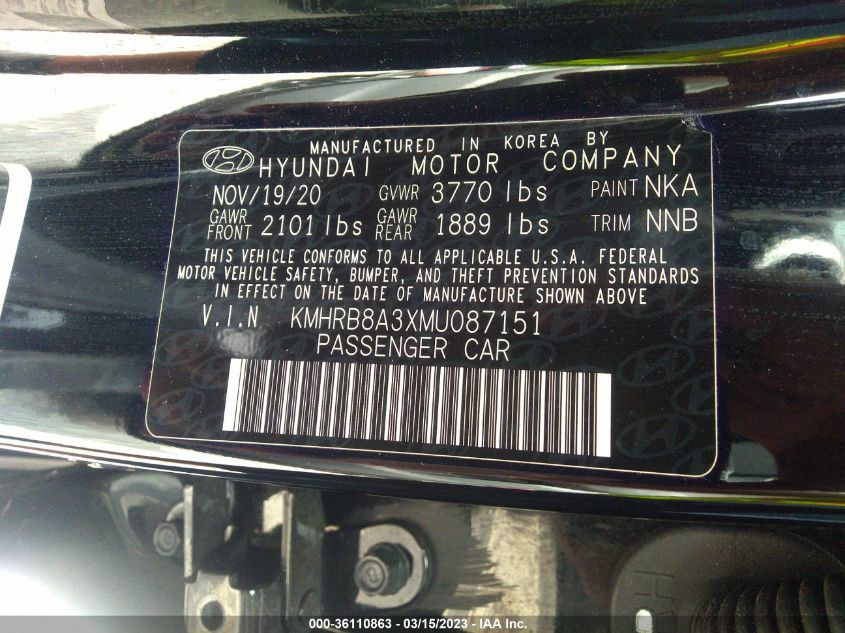 MANUFACTURED IN KOREA BY
HYUNDAI MOTOR COMPANY
NOV/19/20 GVWR 3770 lbs PAINT NKA
GAWR FRONT 2101 lbs GAWR REAR 1889 lbs TRIM NNB
THIS VEHICLE CONFORMS TO ALL APPLICABLE U.S.A. FEDERAL
MOTOR VEHICLE SAFETY, BUMPER, AND THEFT PREVENTION STANDARDS
IN EFFECT ON THE DATE OF MANUFACTURE SHOWN ABOVE
V.I.N KMHRB8A3XMU087151
PASSENGER CAR
000-36110863 - 03/15/2023 - IAA Inc.